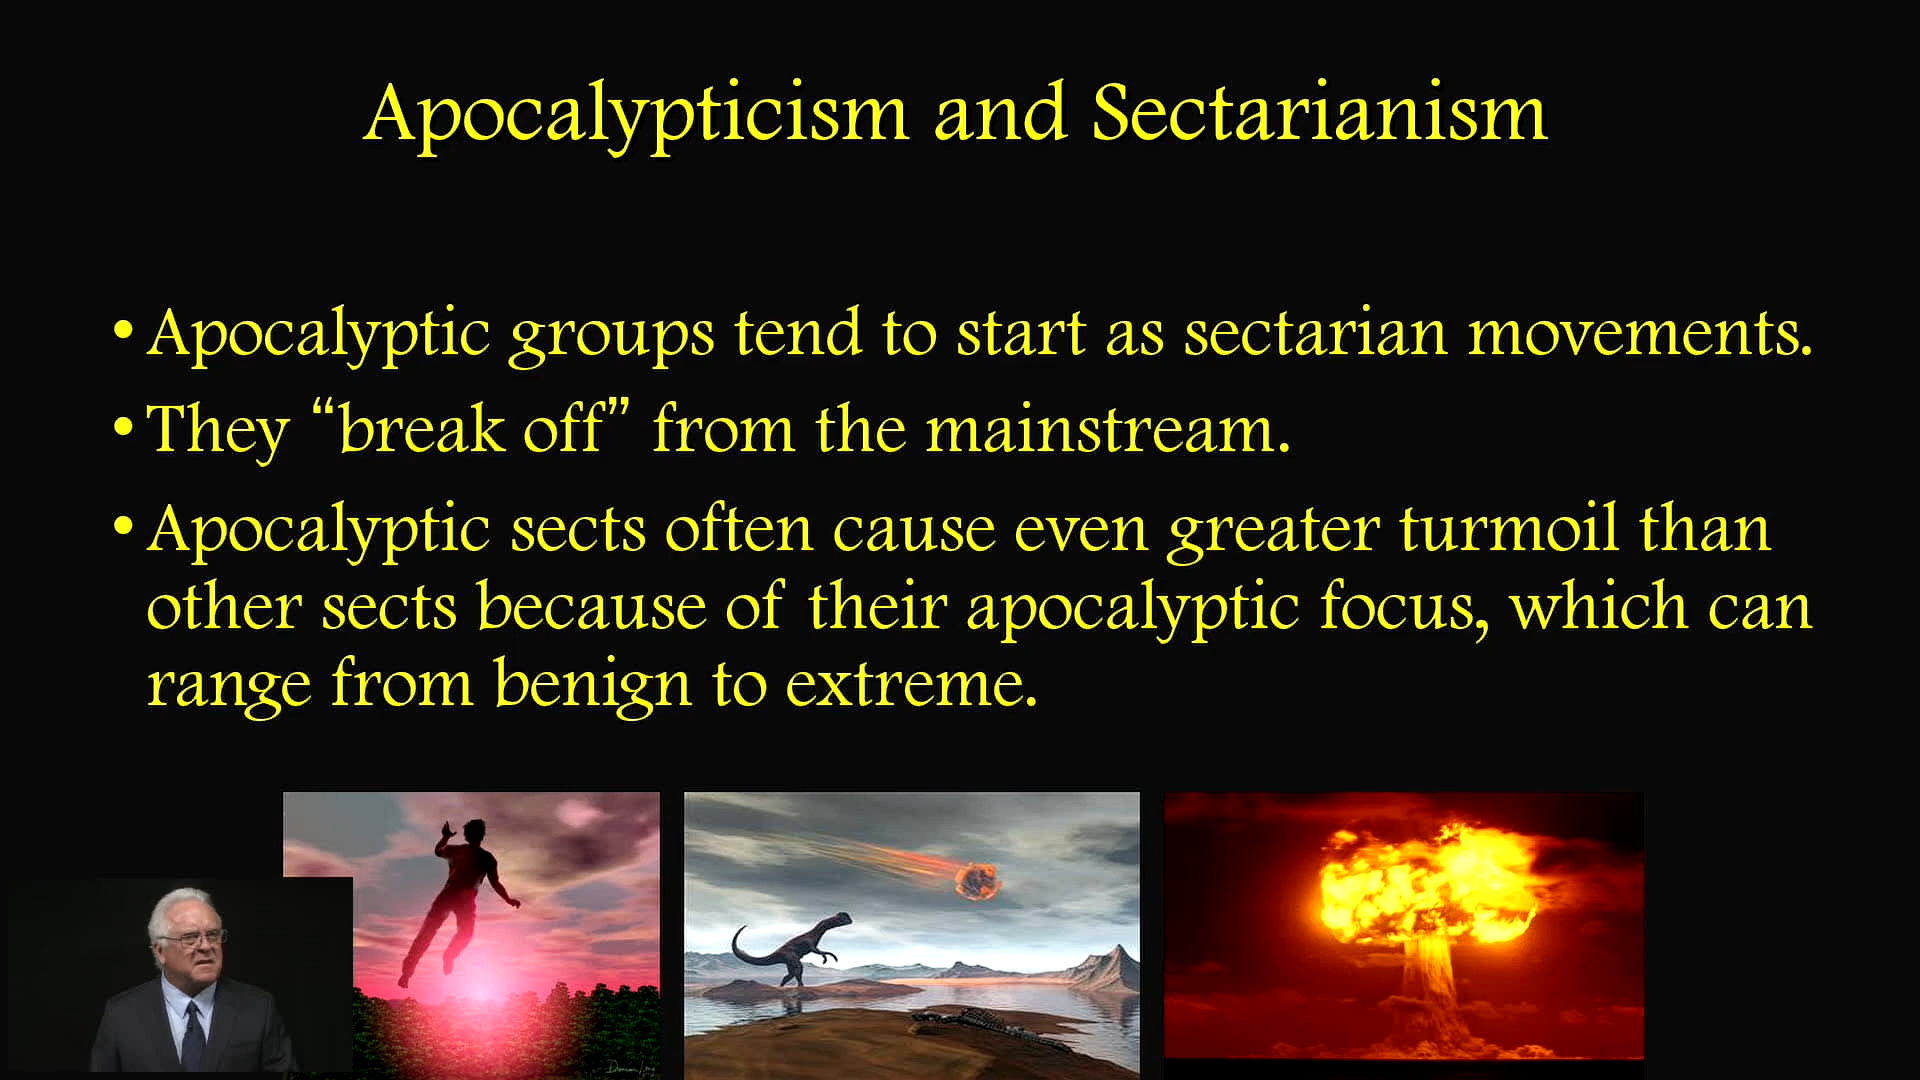 Apocalypticism and Sectarianism
• Apocalyptic groups tend to start as sectarian movements.
• They “break off” from the mainstream.
• Apocalyptic sects often cause even greater turmoil than
other sects because of their apocalyptic focus, which can
range from benign to extreme.